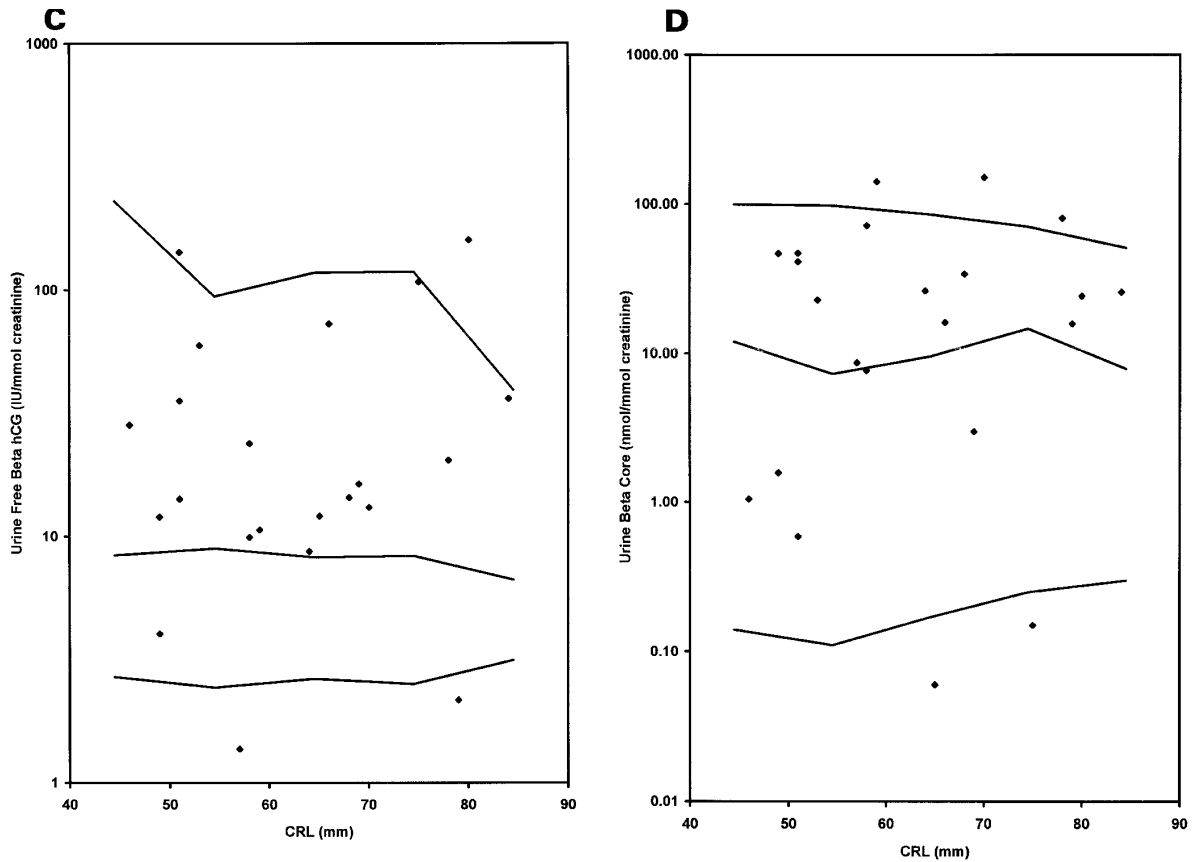 C
1000
100
10
1
40 50 60 70 80 90
CRL (mm)
Urine Free Beta hCG (IU/mmol creatinine)
D
1000.00
100.00
10.00
1.00
0.10
0.01
40 50 60 70 80 90
CRL (mm)
Urine Beta Core (nmol/mmol creatinine)